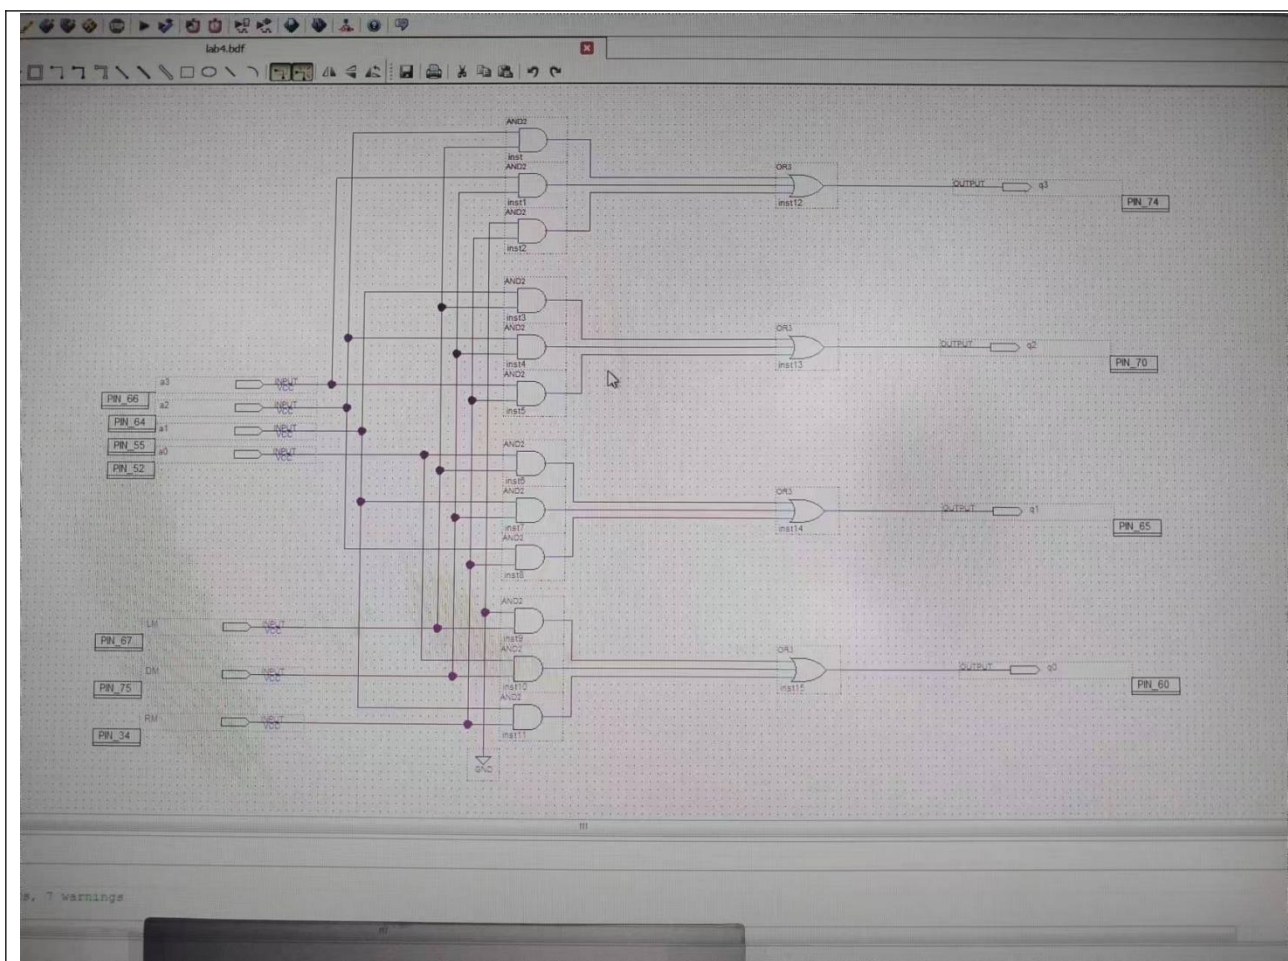 lab4.bdf
AND2
inst
AND2
inst1
AND2
inst2
OR3
inst12
OUTPUT
q3
PIN_74
AND2
inst3
AND2
inst4
AND2
inst5
OR3
inst13
OUTPUT
q2
PIN_70
a3
INPUT
VCC
PIN_66
a2
INPUT
VCC
PIN_64
a1
INPUT
VCC
PIN_55
a0
INPUT
VCC
PIN_52
AND2
inst6
AND2
inst7
AND2
inst8
OR3
inst14
OUTPUT
q1
PIN_65
AND2
inst9
AND2
inst10
AND2
inst11
OR3
inst15
OUTPUT
q0
PIN_60
LM
INPUT
VCC
PIN_67
DM
INPUT
VCC
PIN_75
RM
INPUT
VCC
PIN_34
GND
s, 7 warnings